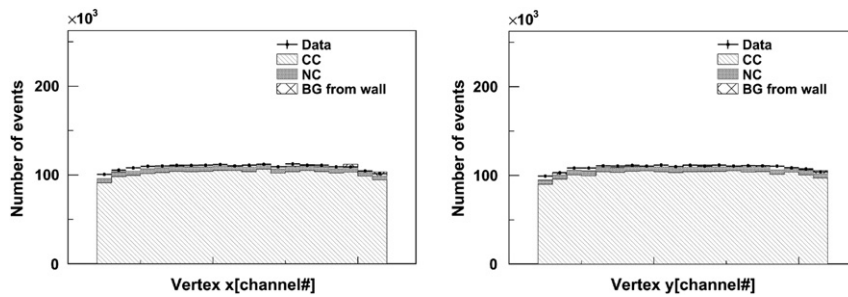 ×10³
Number of events
200
100
0
Data
CC
NC
BG from wall
Vertex x[channel#]
×10³
Number of events
200
100
0
Data
CC
NC
BG from wall
Vertex y[channel#]